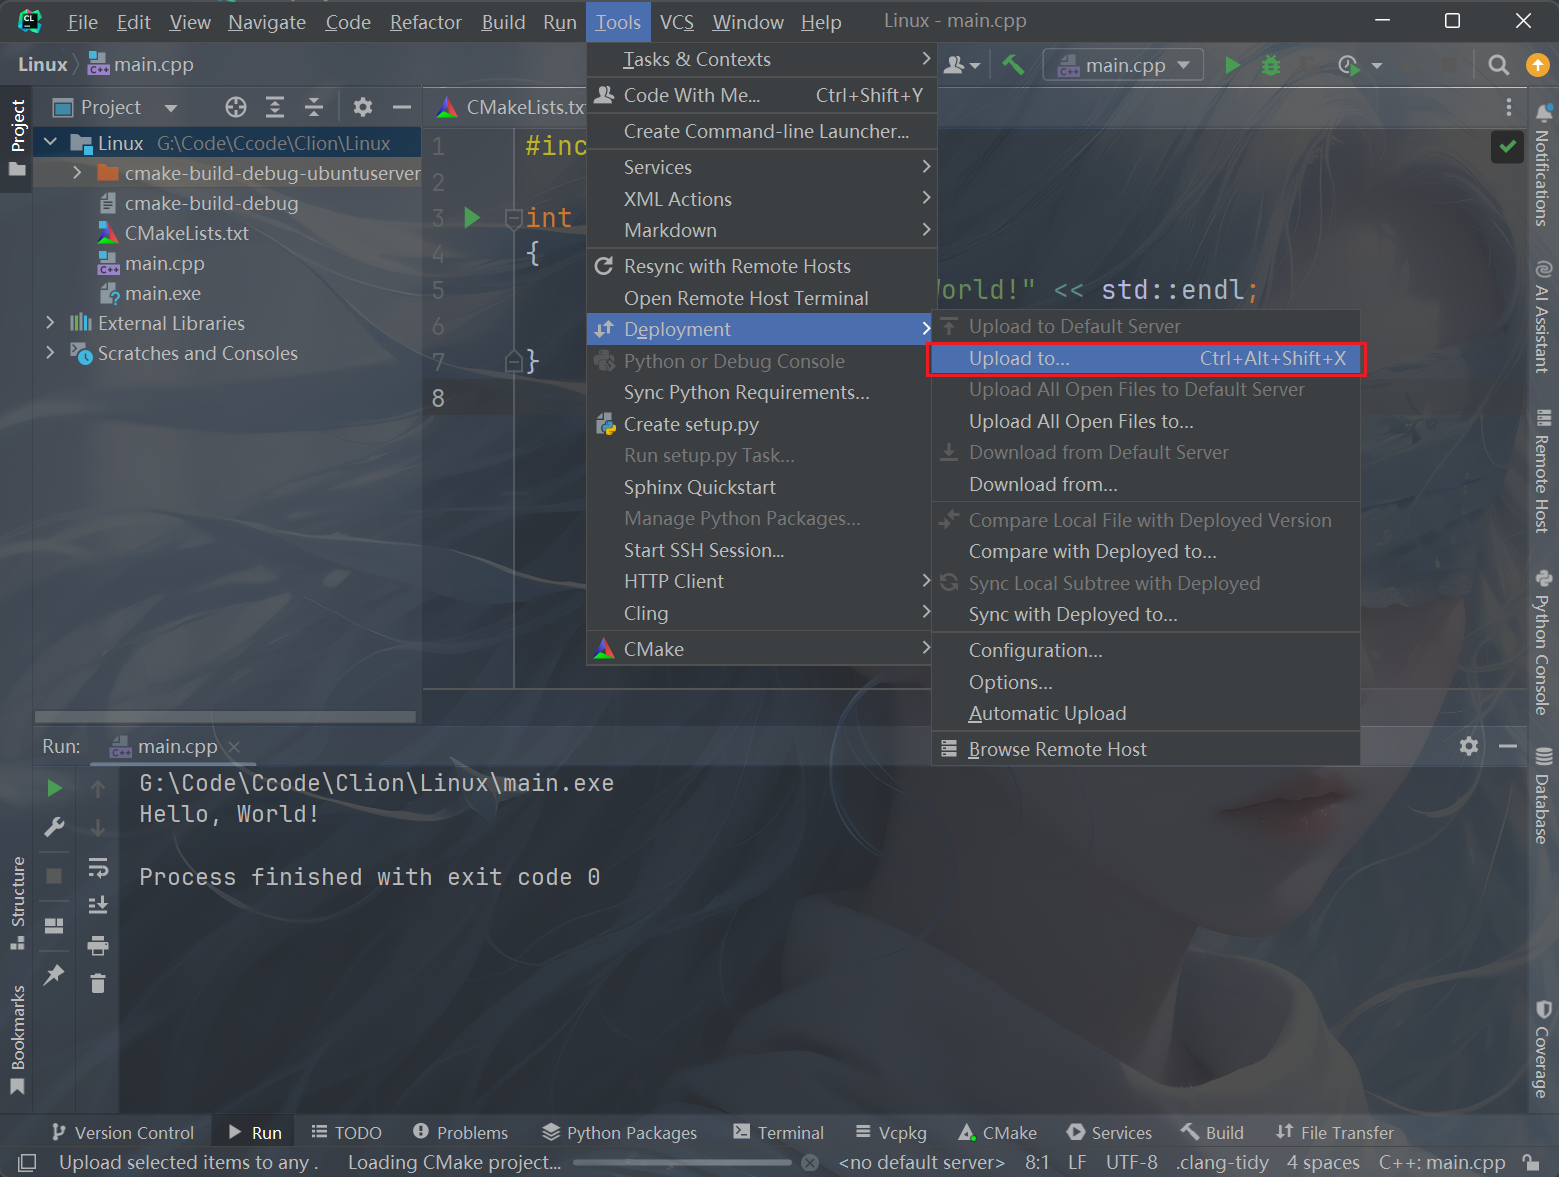 CL
File Edit View Navigate Code Refactor Build Run Tools VCS Window Help Linux - main.cpp
Linux main.cpp
main.cpp
Project
Project
CMakeLists.tx
Linux G:\Code\Ccode\Clion\Linux
cmake-build-debug-ubuntuserver
cmake-build-debug
CMakeLists.txt
main.cpp
main.exe
External Libraries
Scratches and Consoles
1 #inc
2
3 int
4 {
5 World!" << std::endl;
6
7 }
8
Tasks & Contexts
Code With Me... Ctrl+Shift+Y
Create Command-line Launcher...
Services
XML Actions
Markdown
Resync with Remote Hosts
Open Remote Host Terminal
Deployment
Python or Debug Console
Sync Python Requirements...
Create setup.py
Run setup.py Task...
Sphinx Quickstart
Manage Python Packages...
Start SSH Session...
HTTP Client
Cling
CMake
Upload to Default Server
Upload to... Ctrl+Alt+Shift+X
Upload All Open Files to Default Server
Upload All Open Files to...
Download from Default Server
Download from...
Compare Local File with Deployed Version
Compare with Deployed to...
Sync Local Subtree with Deployed
Sync with Deployed to...
Configuration...
Options...
Automatic Upload
Browse Remote Host
Notifications
AI Assistant
Remote Host
Python Console
Database
Coverage
Run: main.cpp
G:\Code\Ccode\Clion\Linux\main.exe
Hello, World!
Process finished with exit code 0
Structure
Bookmarks
Version Control Run TODO Problems Python Packages Terminal Vcpkg CMake Services Build File Transfer
Upload selected items to any . Loading CMake project... <no default server> 8:1 LF UTF-8 .clang-tidy 4 spaces C++: main.cpp